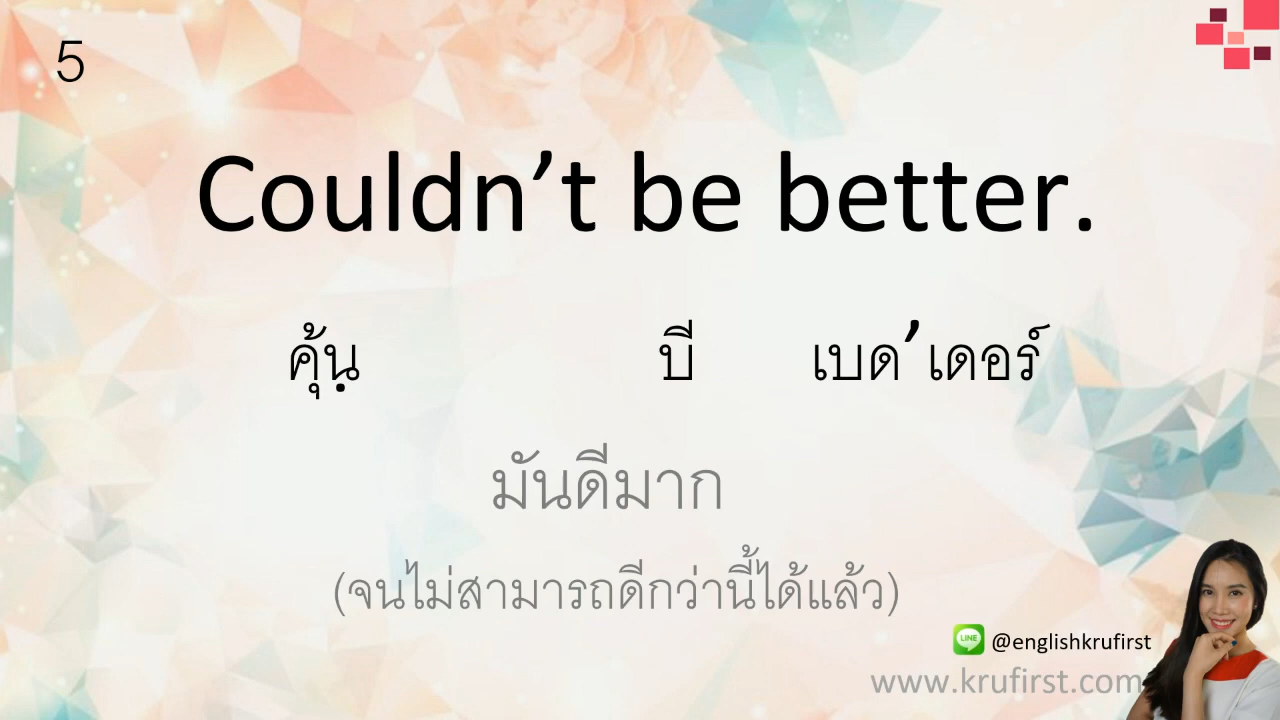 5
Couldn’t be better.
คุ้นฺ บี เบด’เดอร์
มันดีมาก
(จนไม่สามารถดีกว่านี้ได้แล้ว)
LINE @englishkrufirst
www.krufirst.com